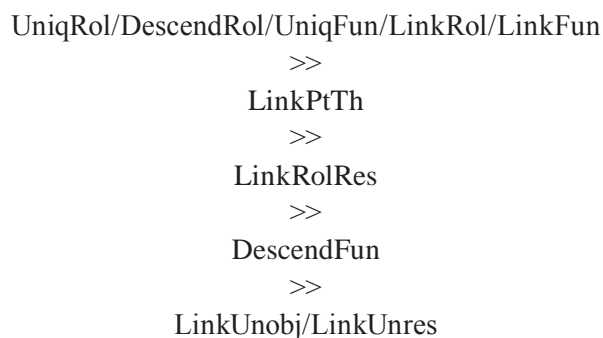 UniqRol/DescendRol/UniqFun/LinkRol/LinkFun
>>
LinkPtTh
>>
LinkRolRes
>>
DescendFun
>>
LinkUnobj/LinkUnres